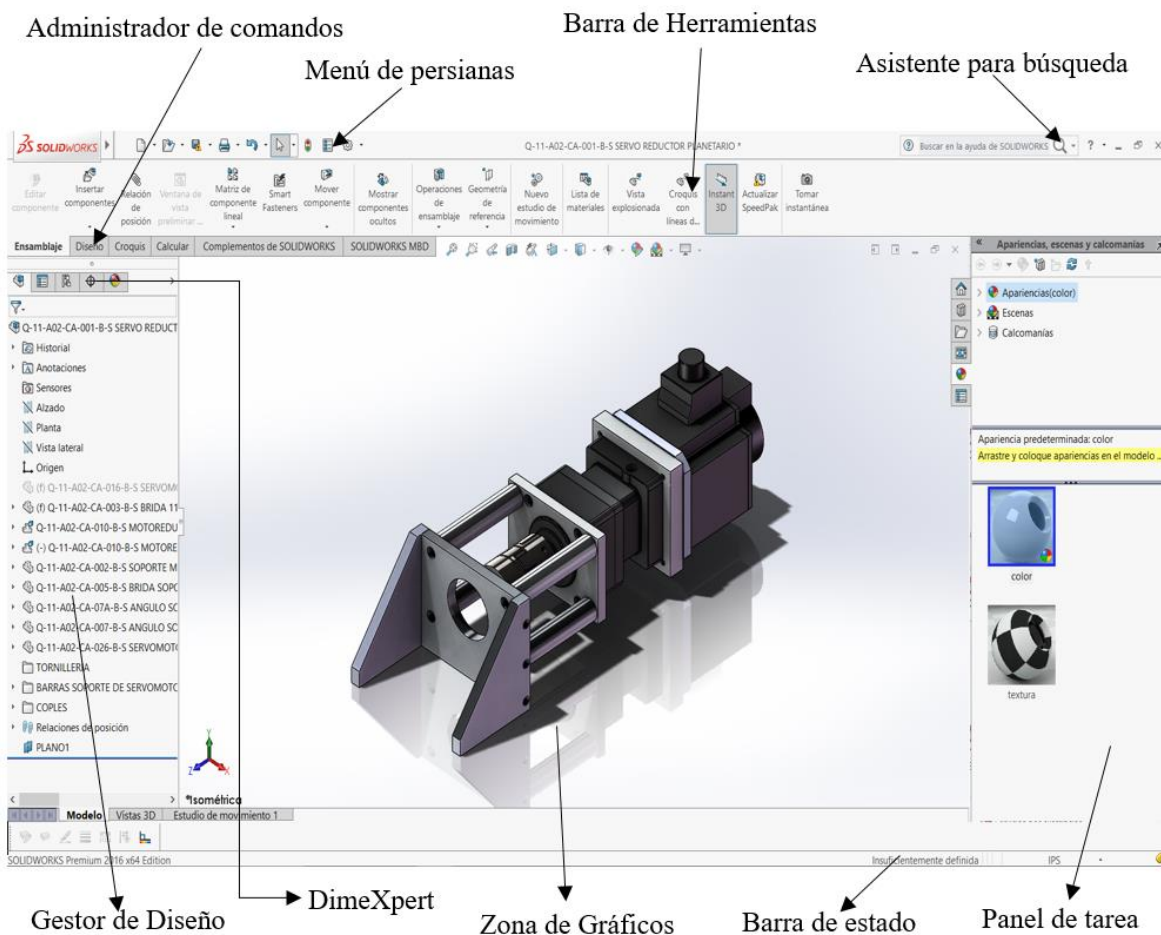 Administrador de comandos
Barra de Herramientas
Menú de persianas
Asistente para búsqueda
SOLIDWORKS
Q-11-A02-CA-001-B-S SERVO REDUCTOR PLANETARIO *
Buscar en la ayuda de SOLIDWORKS
?
Editar componente
Insertar componentes
Relación de posición
Ventana de vista preliminar ...
Matriz de componente lineal
Smart Fasteners
Mover componente
Mostrar componentes ocultos
Operaciones de ensamblaje
Geometría de referencia
Nuevo estudio de movimiento
Lista de materiales
Vista explosionada
Croquis con líneas d...
Instant 3D
Actualizar SpeedPak
Tomar instantánea
Ensamblaje Diseño Croquis Calcular Complementos de SOLIDWORKS SOLIDWORKS MBD
Apariencias, escenas y calcomanías
Q-11-A02-CA-001-B-S SERVO REDUCT
Historial
Anotaciones
Sensores
Alzado
Planta
Vista lateral
Origen
(f) Q-11-A02-CA-016-B-S SERVOM
(f) Q-11-A02-CA-003-B-S BRIDA 11
Q-11-A02-CA-010-B-S MOTOREDU
(-) Q-11-A02-CA-010-B-S MOTORE
Q-11-A02-CA-002-B-S SOPORTE M
Q-11-A02-CA-005-B-S BRIDA SOPO
Q-11-A02-CA-07A-B-S ANGULO SO
Q-11-A02-CA-007-B-S ANGULO SO
Q-11-A02-CA-026-B-S SERVOMOT
TORNILLERIA
BARRAS SOPORTE DE SERVOMOTO
COPLES
Relaciones de posición
PLANO1
Apariencias(color)
Escenas
Calcomanías
Apariencia predeterminada: color
Arrastre y coloque apariencias en el modelo ..
color
textura
Y
Z
X
*Isométrica
Modelo Vistas 3D Estudio de movimiento 1
SOLIDWORKS Premium 2016 x64 Edition
Insuficientemente definida
IPS
Gestor de Diseño
DimeXpert
Zona de Gráficos
Barra de estado
Panel de tarea